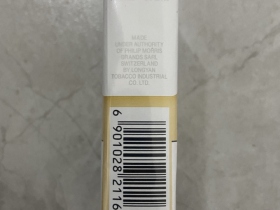 MADE
UNDER AUTHORITY
OF PHILIP MORRIS
BRANDS SARL
SWITZERLAND
BY LONGYAN
TOBACCO INDUSTRIAL
CO.,LTD.
6 901028 2116